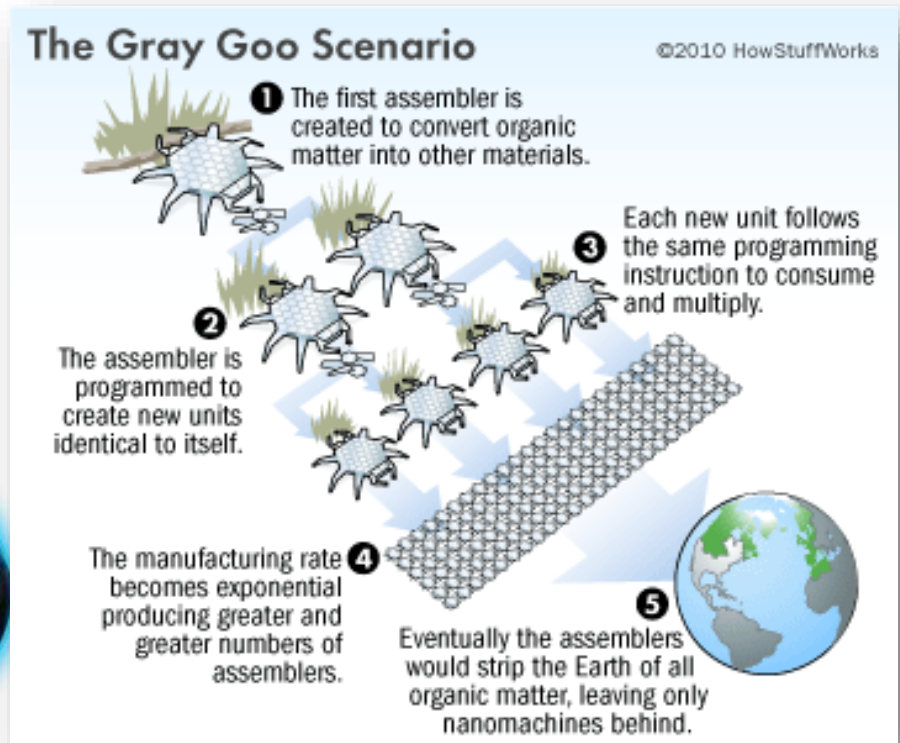 The Gray Goo Scenario
©2010 HowStuffWorks
1 The first assembler is
created to convert organic
matter into other materials.
2
The assembler is
programmed to
create new units
identical to itself.
3 Each new unit follows
the same programming
instruction to consume
and multiply.
The manufacturing rate 4
becomes exponential
producing greater and
greater numbers of
assemblers.
5
Eventually the assemblers
would strip the Earth of all
organic matter, leaving only
nanomachines behind.